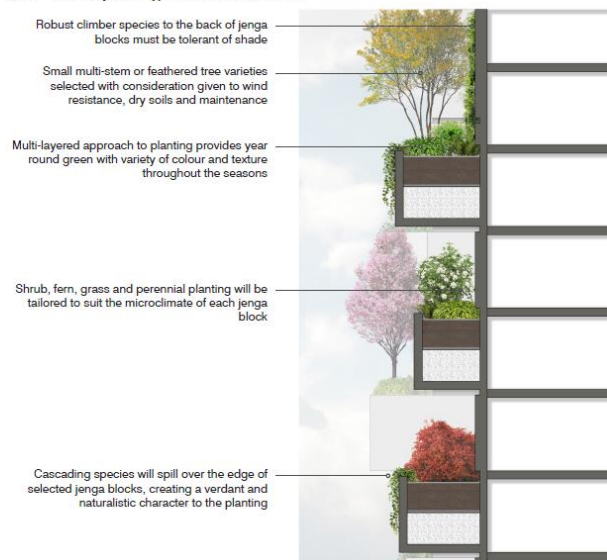 Robust climber species to the back of jenga
blocks must be tolerant of shade
Small multi-stem or feathered tree varieties
selected with consideration given to wind
resistance, dry soils and maintenance
Multi-layered approach to planting provides year
round green with variety of colour and texture
throughout the seasons
Shrub, fern, grass and perennial planting will be
tailored to suit the microclimate of each jenga
block
Cascading species will spill over the edge of
selected jenga blocks, creating a verdant and
naturalistic character to the planting